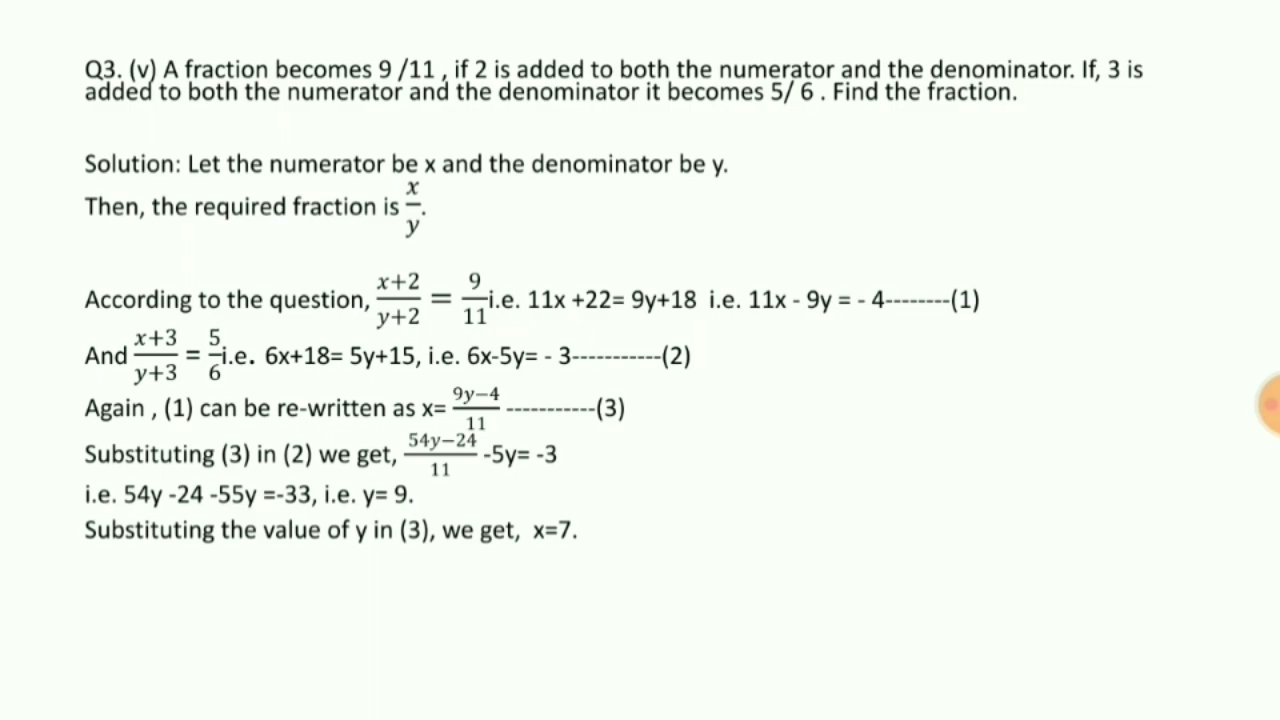 Q3. (v) A fraction becomes 9 /11 , if 2 is added to both the numerator and the denominator. If, 3 is
added to both the numerator and the denominator it becomes 5/ 6 . Find the fraction.
Solution: Let the numerator be x and the denominator be y.
Then, the required fraction is x/y.
According to the question, (x+2)/(y+2) = 9/11 i.e. 11x +22= 9y+18 i.e. 11x - 9y = - 4--------(1)
And (x+3)/(y+3) = 5/6 i.e. 6x+18= 5y+15, i.e. 6x-5y= - 3-----------(2)
Again , (1) can be re-written as x= (9y−4)/11 -----------(3)
Substituting (3) in (2) we get, (54y−24)/11 -5y= -3
i.e. 54y -24 -55y =-33, i.e. y= 9.
Substituting the value of y in (3), we get, x=7.